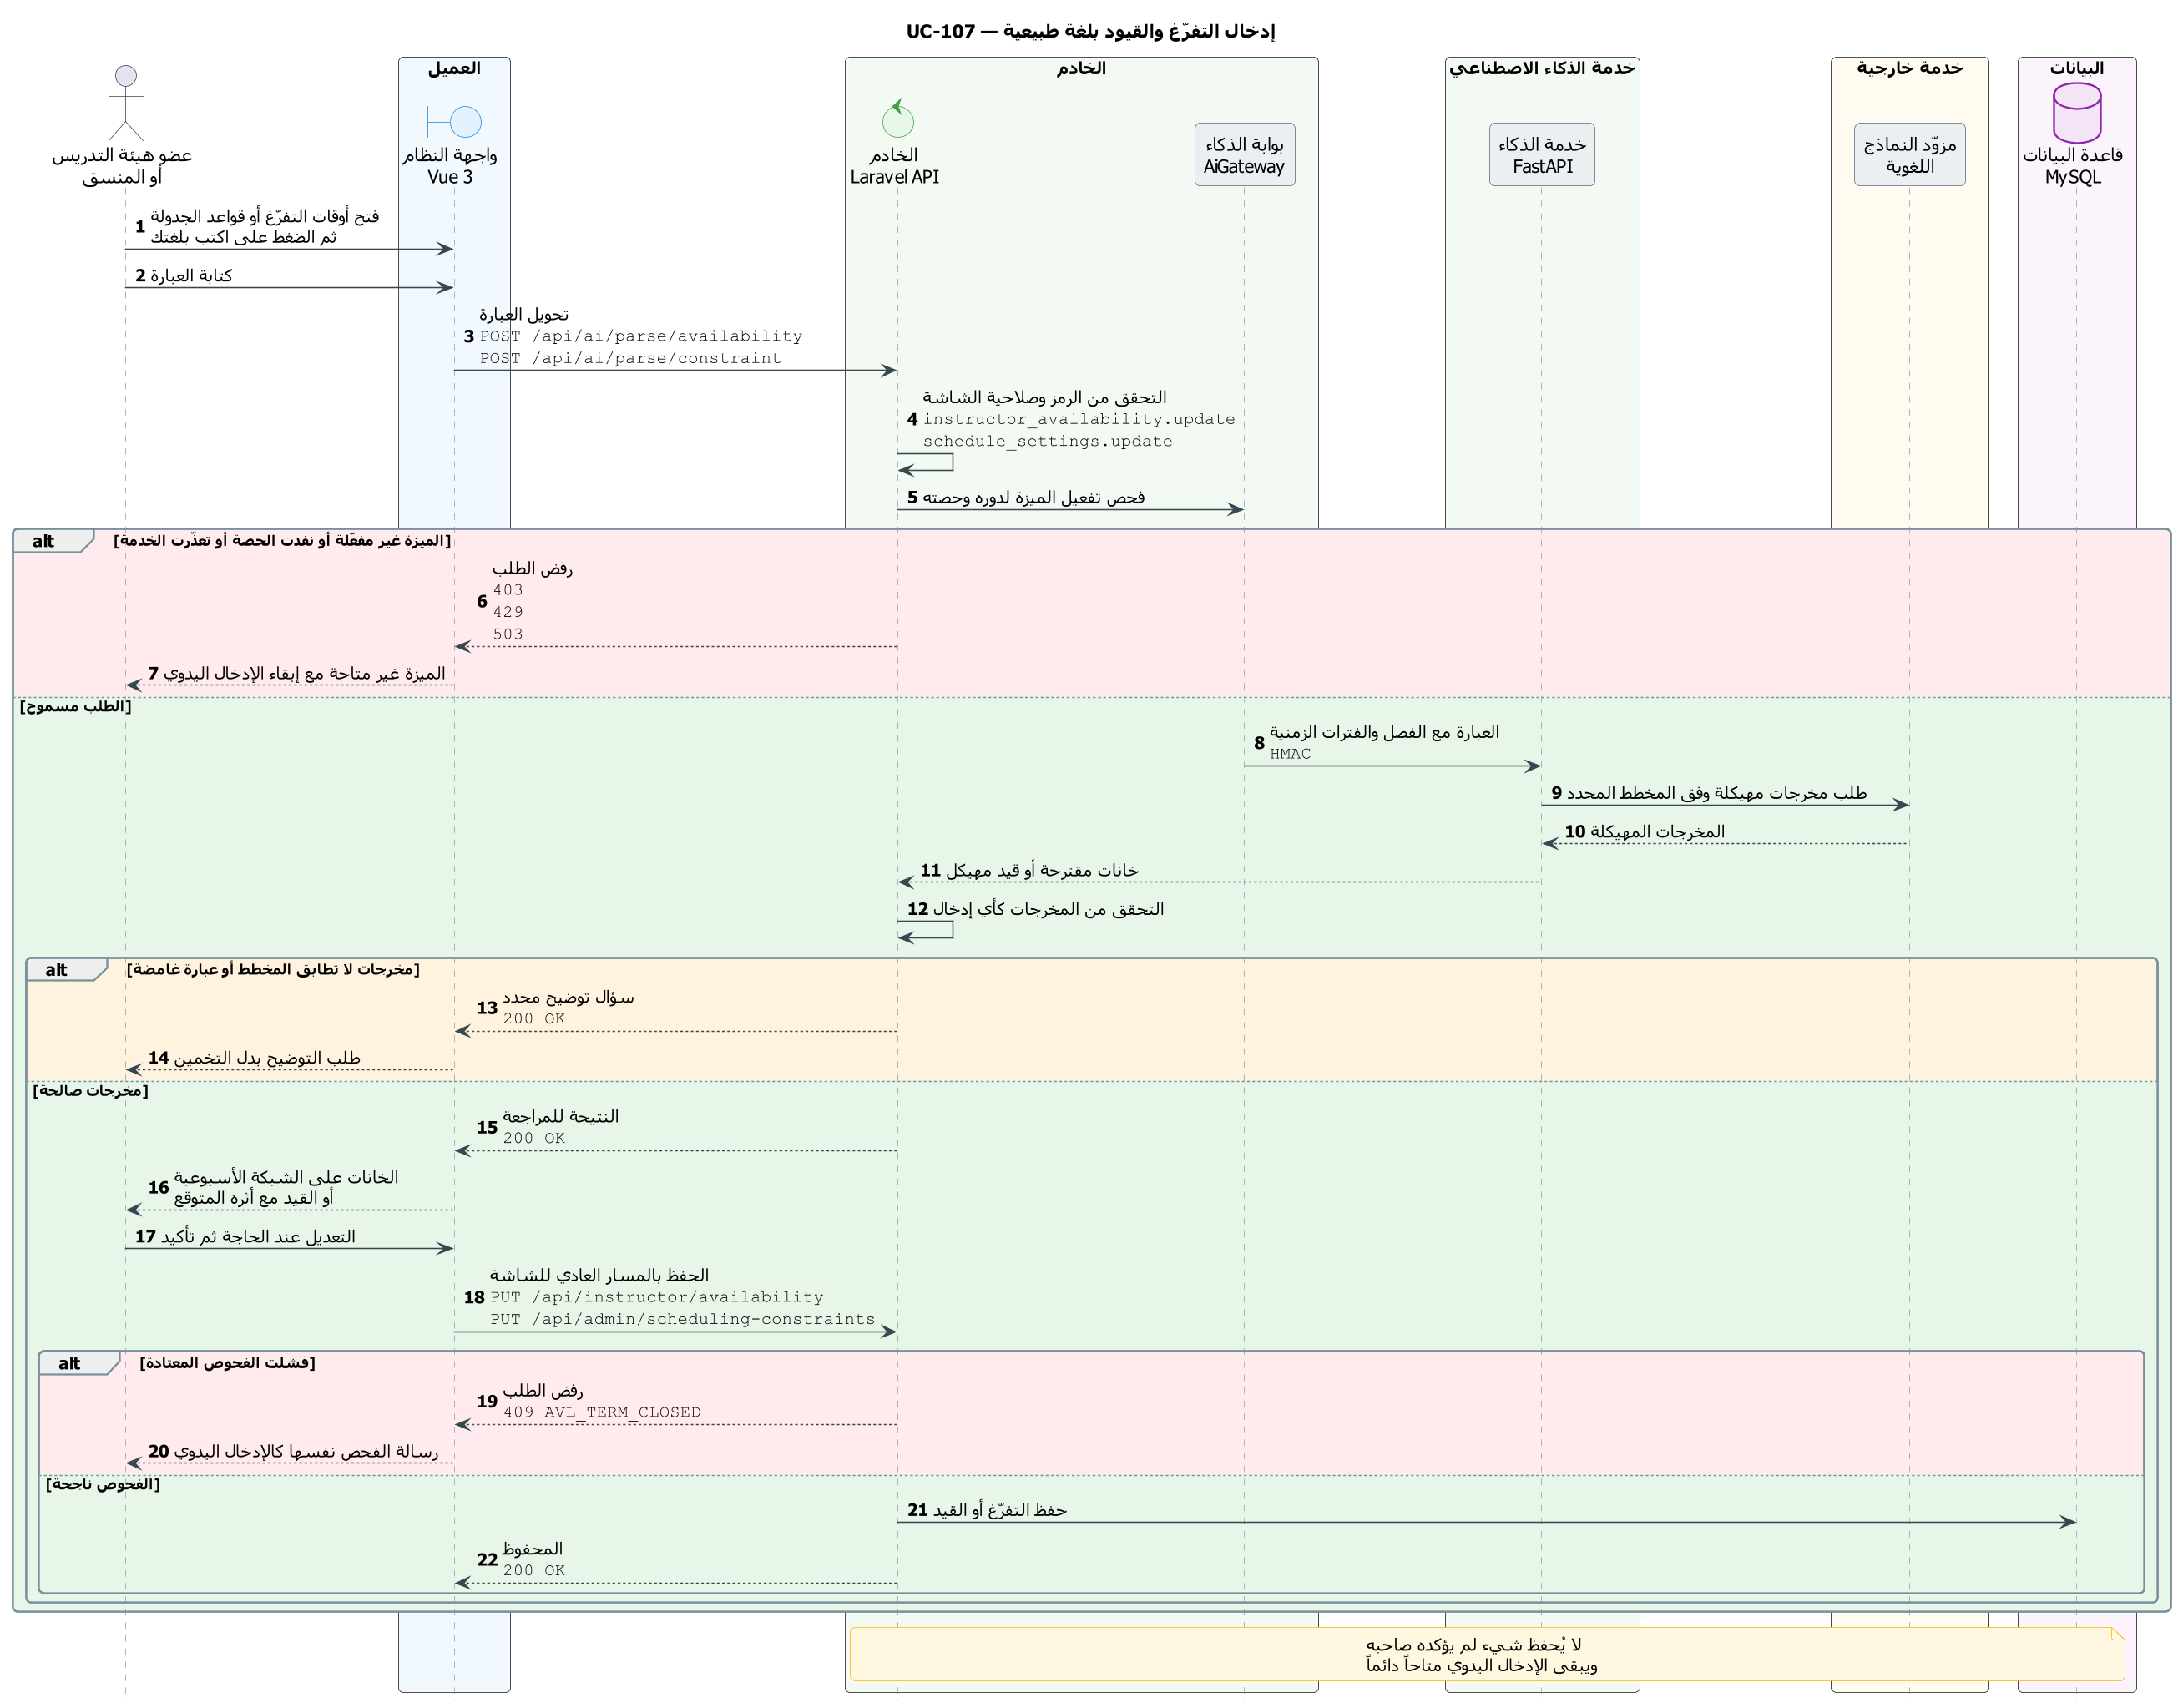 UC-107 — إدخال التفرّغ والقيود بلغة طبيعية
العميل
الخادم
خدمة الذكاء الاصطناعي
خدمة خارجية
البيانات
عضو هيئة التدريس
أو المنسق
واجهة النظام
Vue 3
الخادم
Laravel API
بوابة الذكاء
AiGateway
خدمة الذكاء
FastAPI
مزوّد النماذج
اللغوية
قاعدة البيانات
MySQL
1 فتح أوقات التفرّغ أو قواعد الجدولة
ثم الضغط على اكتب بلغتك
2 كتابة العبارة
3 تحويل العبارة
POST /api/ai/parse/availability
POST /api/ai/parse/constraint
4 التحقق من الرمز وصلاحية الشاشة
instructor_availability.update
schedule_settings.update
5 فحص تفعيل الميزة لدوره وحصته
alt [الميزة غير مفعّلة أو نفدت الحصة أو تعذّرت الخدمة]
6 رفض الطلب
403
429
503
7 الميزة غير متاحة مع إبقاء الإدخال اليدوي
[الطلب مسموح]
8 العبارة مع الفصل والفترات الزمنية
HMAC
9 طلب مخرجات مهيكلة وفق المخطط المحدد
10 المخرجات المهيكلة
11 خانات مقترحة أو قيد مهيكل
12 التحقق من المخرجات كأي إدخال
alt [مخرجات لا تطابق المخطط أو عبارة غامضة]
13 سؤال توضيح محدد
200 OK
14 طلب التوضيح بدل التخمين
[مخرجات صالحة]
15 النتيجة للمراجعة
200 OK
16 الخانات على الشبكة الأسبوعية
أو القيد مع أثره المتوقع
17 التعديل عند الحاجة ثم تأكيد
18 الحفظ بالمسار العادي للشاشة
PUT /api/instructor/availability
PUT /api/admin/scheduling-constraints
alt [فشلت الفحوص المعتادة]
19 رفض الطلب
409 AVL_TERM_CLOSED
20 رسالة الفحص نفسها كالإدخال اليدوي
[الفحوص ناجحة]
21 حفظ التفرّغ أو القيد
22 المحفوظ
200 OK
لا يُحفظ شيء لم يؤكده صاحبه
ويبقى الإدخال اليدوي متاحاً دائماً